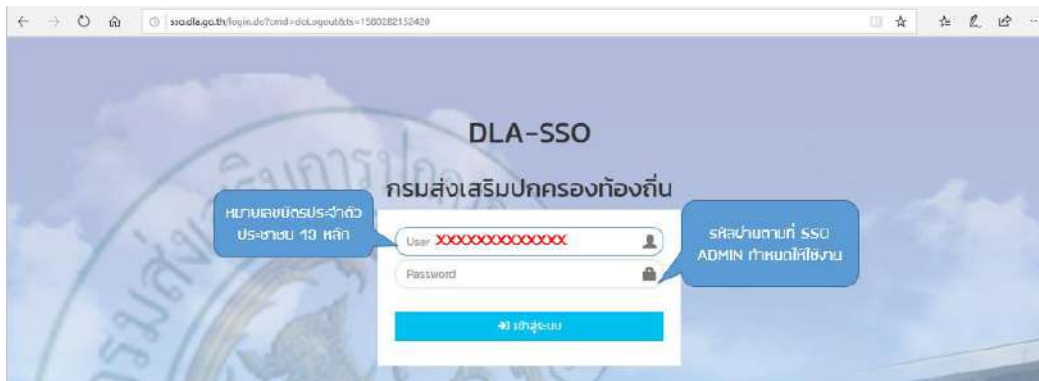 sso.dla.go.th/login.do?cmd=doLogout&ts=1580282152420
DLA-SSO
กรมส่งเสริมปกครองท้องถิ่น
หมายเลขบัตรประจำตัว
ประชาชน 13 หลัก
User XXXXXXXXXXXXX
รหัสผ่านตามที่ SSO
ADMIN กำหนดให้ใช้งาน
Password
เข้าสู่ระบบ